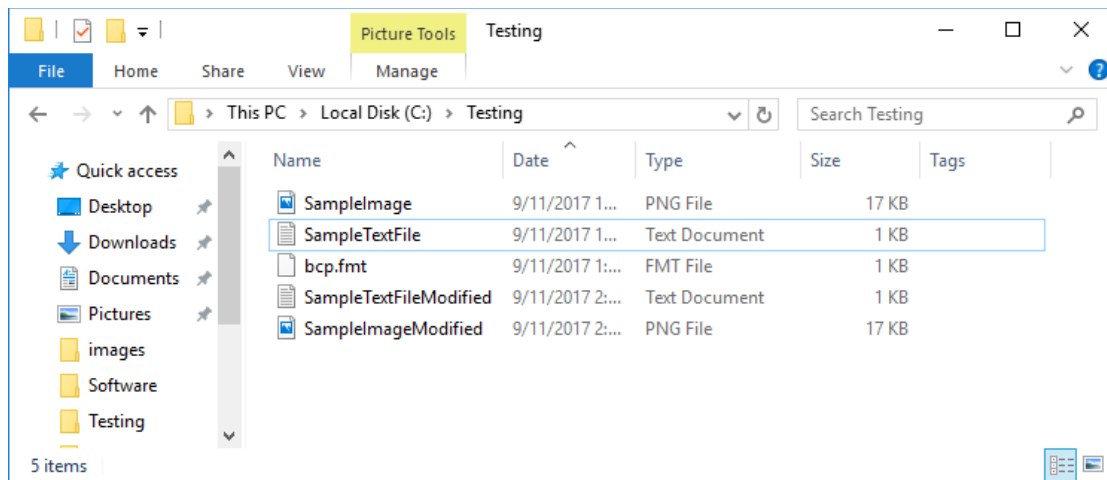 Picture Tools Testing
File Home Share View Manage
This PC > Local Disk (C:) > Testing Search Testing
Quick access
Desktop
Downloads
Documents
Pictures
images
Software
Testing
Name Date Type Size Tags
SampleImage 9/11/2017 1... PNG File 17 KB
SampleTextFile 9/11/2017 1... Text Document 1 KB
bcp.fmt 9/11/2017 1:... FMT File 1 KB
SampleTextFileModified 9/11/2017 2:... Text Document 1 KB
SampleImageModified 9/11/2017 2:... PNG File 17 KB
5 items